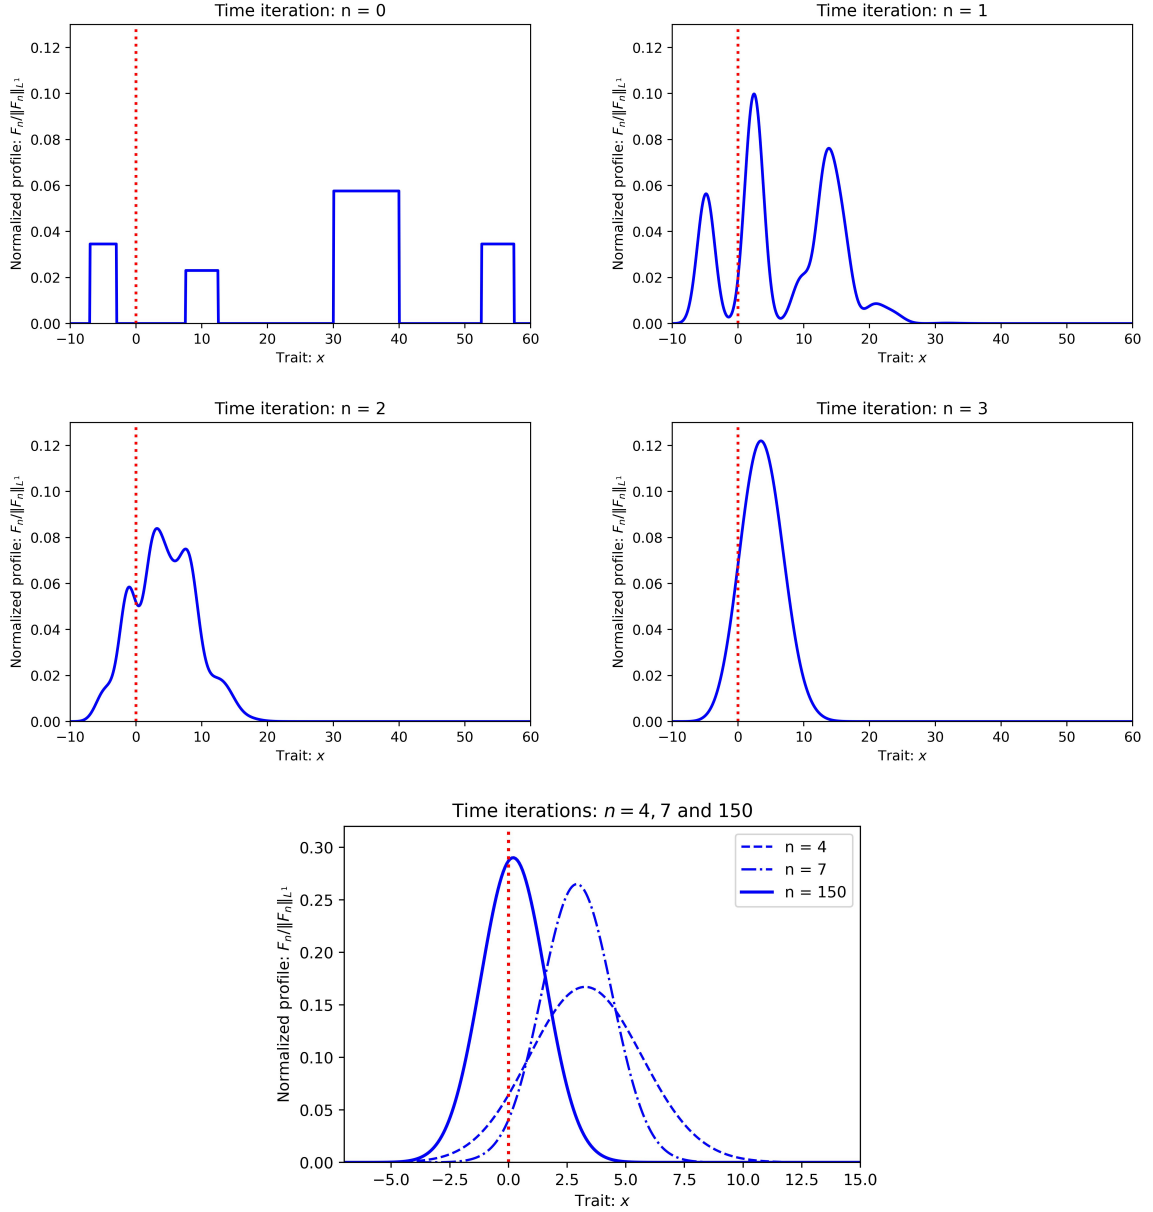 Time iteration: n = 0
Normalized profile: Fₙ/‖Fₙ‖_L¹
0.12
0.10
0.08
0.06
0.04
0.02
0.00
−10 0 10 20 30 40 50 60
Trait: x
Time iteration: n = 1
Normalized profile: Fₙ/‖Fₙ‖_L¹
0.12
0.10
0.08
0.06
0.04
0.02
0.00
−10 0 10 20 30 40 50 60
Trait: x
Time iteration: n = 2
Normalized profile: Fₙ/‖Fₙ‖_L¹
0.12
0.10
0.08
0.06
0.04
0.02
0.00
−10 0 10 20 30 40 50 60
Trait: x
Time iteration: n = 3
Normalized profile: Fₙ/‖Fₙ‖_L¹
0.12
0.10
0.08
0.06
0.04
0.02
0.00
−10 0 10 20 30 40 50 60
Trait: x
Time iterations: n = 4, 7 and 150
Normalized profile: Fₙ/‖Fₙ‖_L¹
0.30
0.25
0.20
0.15
0.10
0.05
0.00
n = 4
n = 7
n = 150
−5.0 −2.5 0.0 2.5 5.0 7.5 10.0 12.5 15.0
Trait: x